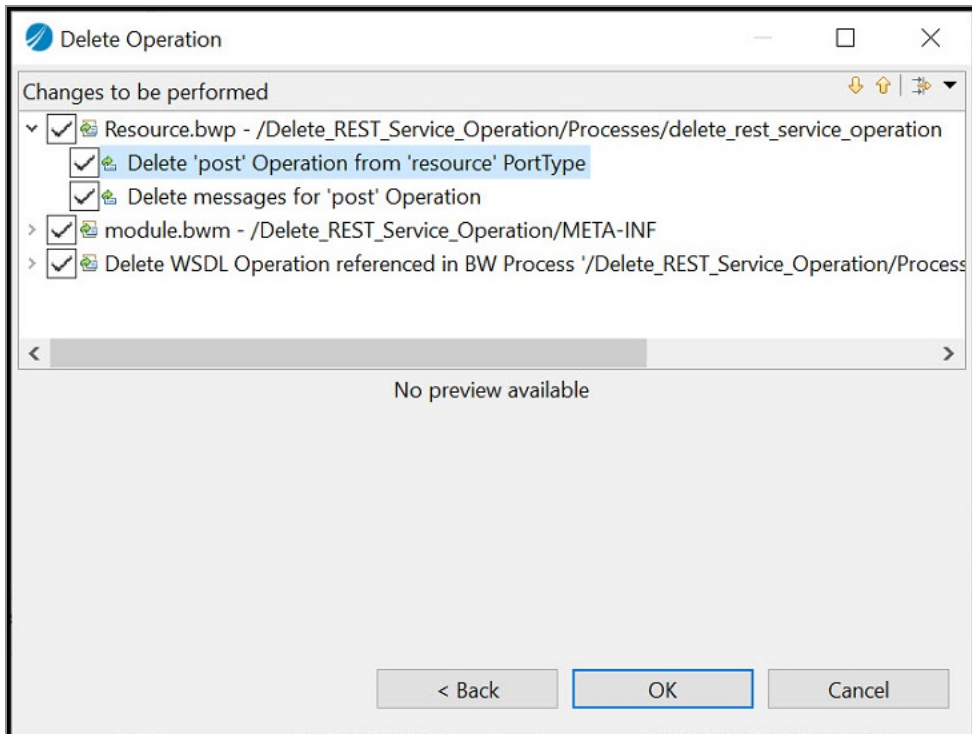 Delete Operation
Changes to be performed
Resource.bwp - /Delete_REST_Service_Operation/Processes/delete_rest_service_operation
Delete 'post' Operation from 'resource' PortType
Delete messages for 'post' Operation
module.bwm - /Delete_REST_Service_Operation/META-INF
Delete WSDL Operation referenced in BW Process '/Delete_REST_Service_Operation/Process
No preview available
< Back
OK
Cancel